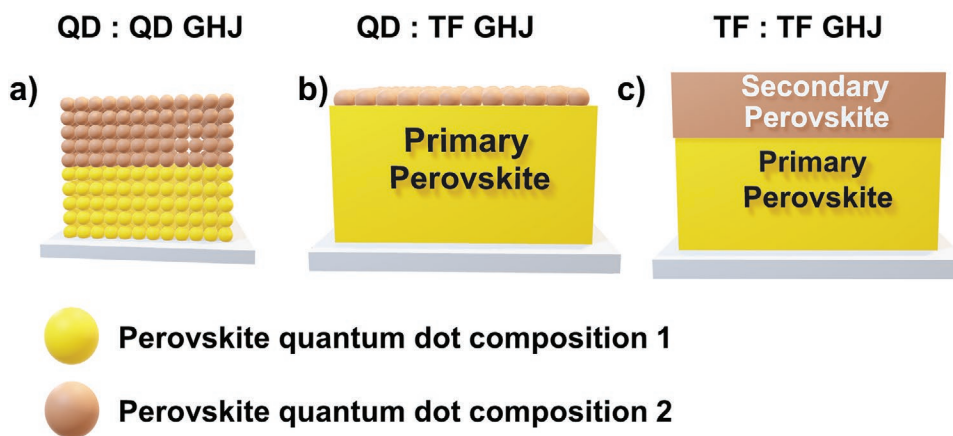 QD : QD GHJ
QD : TF GHJ
TF : TF GHJ
a)
b)
c)
Primary
Perovskite
Secondary
Perovskite
Primary
Perovskite
Perovskite quantum dot composition 1
Perovskite quantum dot composition 2